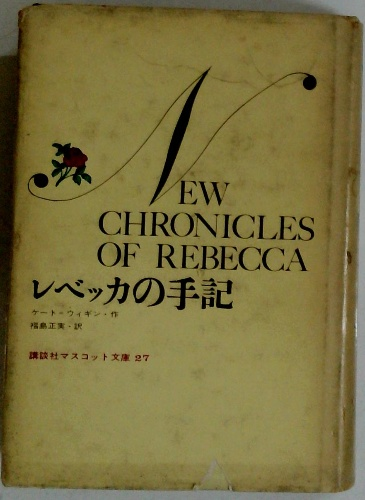 NEW
CHRONICLES
OF REBECCA
レベッカの手記
ケート＝ウィギン・作
福島正実・訳
講談社マスコット文庫 27